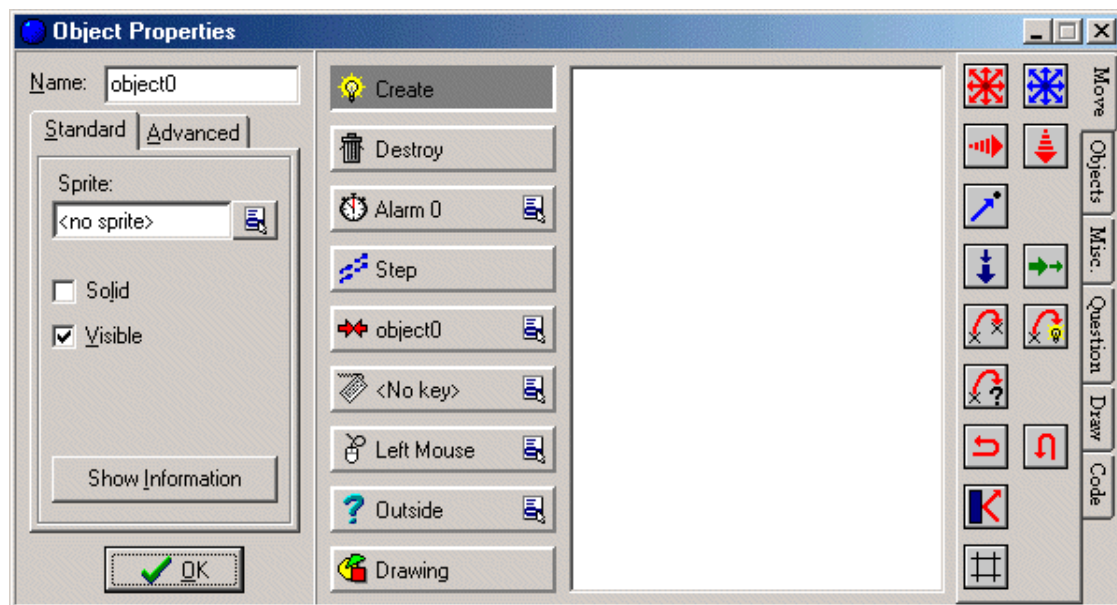 Object Properties
Name: object0
Standard Advanced
Sprite:
<no sprite>
Solid
Visible
Show Information
OK
Create
Destroy
Alarm 0
Step
object0
<No key>
Left Mouse
Outside
Drawing
Move
Objects
Misc.
Question
Draw
Code